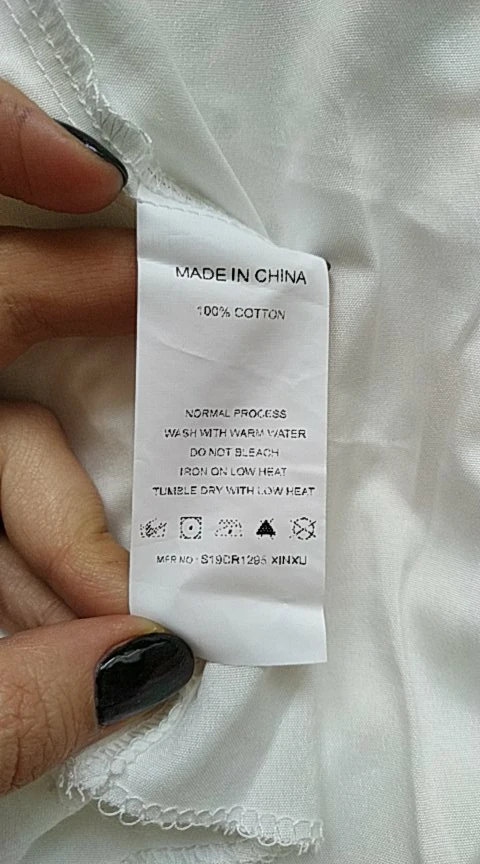 MADE IN CHINA
100% COTTON
NORMAL PROCESS
WASH WITH WARM WATER
DO NOT BLEACH
IRON ON LOW HEAT
TUMBLE DRY WITH LOW HEAT
MFR NO: S19CR1295 XINXU